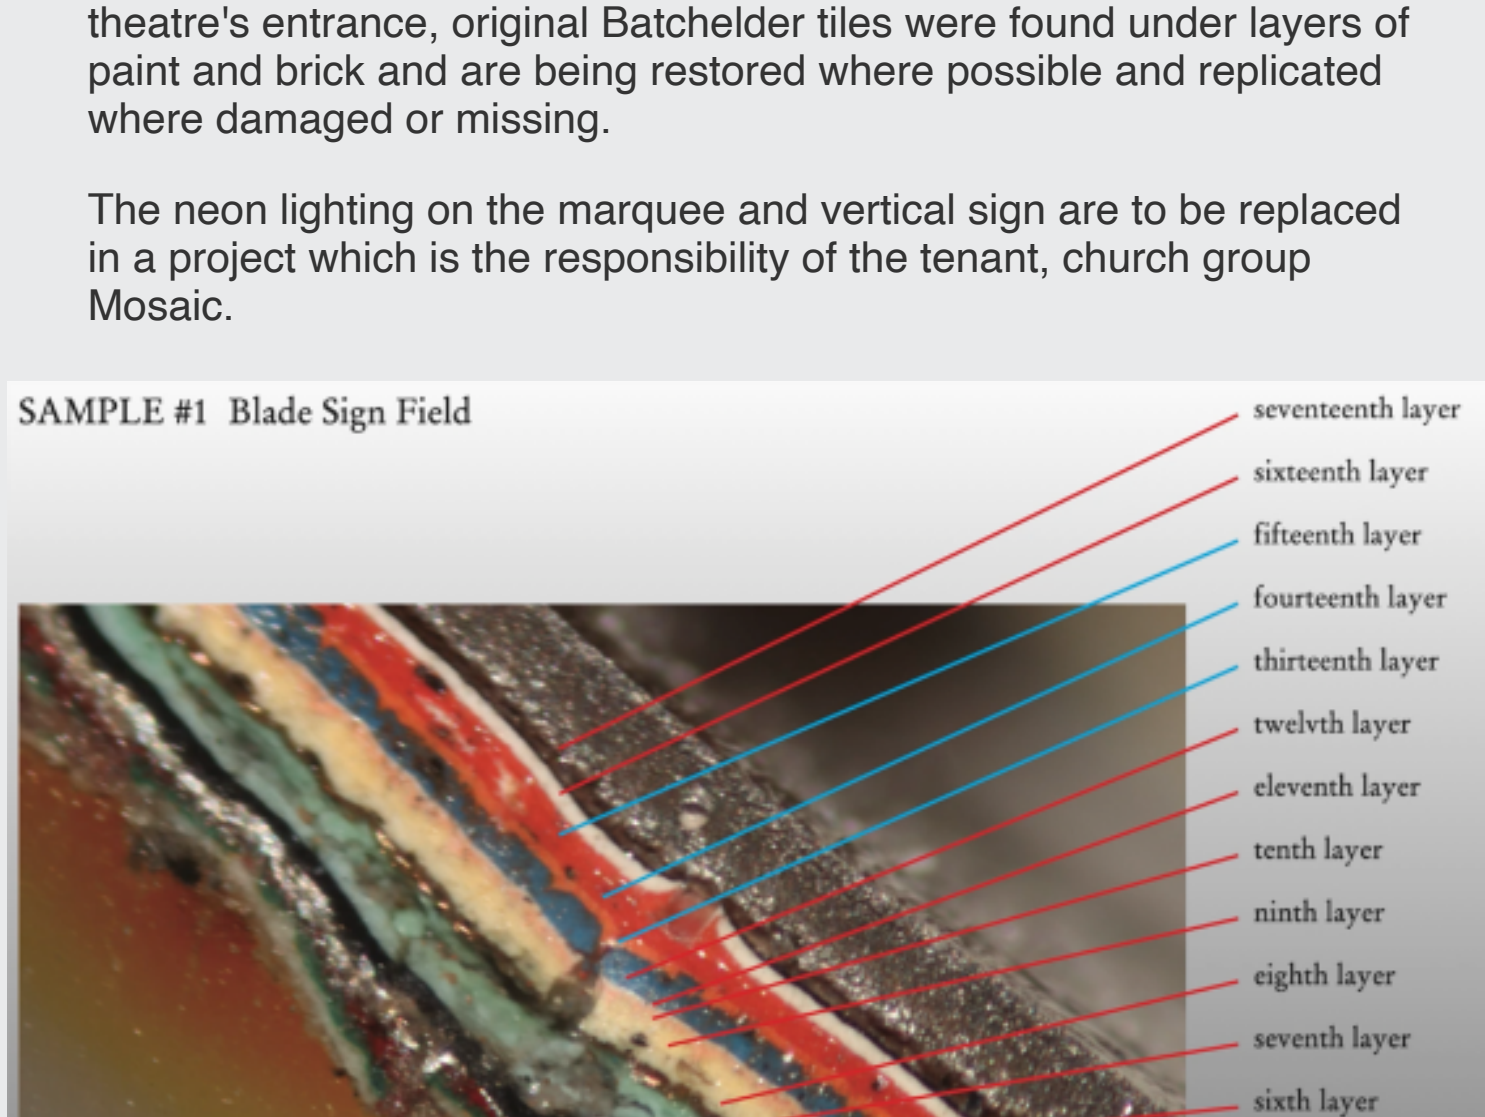 theatre's entrance, original Batchelder tiles were found under layers of
paint and brick and are being restored where possible and replicated
where damaged or missing.
The neon lighting on the marquee and vertical sign are to be replaced
in a project which is the responsibility of the tenant, church group
Mosaic.
SAMPLE #1 Blade Sign Field
seventeenth layer
sixteenth layer
fifteenth layer
fourteenth layer
thirteenth layer
twelvth layer
eleventh layer
tenth layer
ninth layer
eighth layer
seventh layer
sixth layer